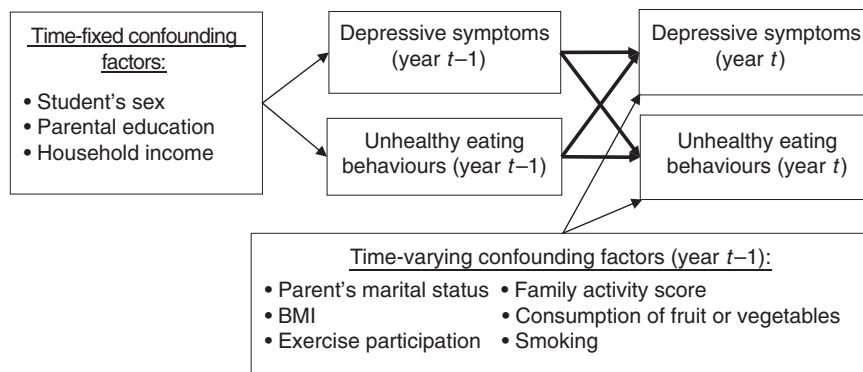 Time-fixed confounding
factors:
• Student's sex
• Parental education
• Household income
Depressive symptoms
(year t–1)
Unhealthy eating
behaviours (year t–1)
Depressive symptoms
(year t)
Unhealthy eating
behaviours (year t)
Time-varying confounding factors (year t–1):
• Parent's marital status
• BMI
• Exercise participation
• Family activity score
• Consumption of fruit or vegetables
• Smoking